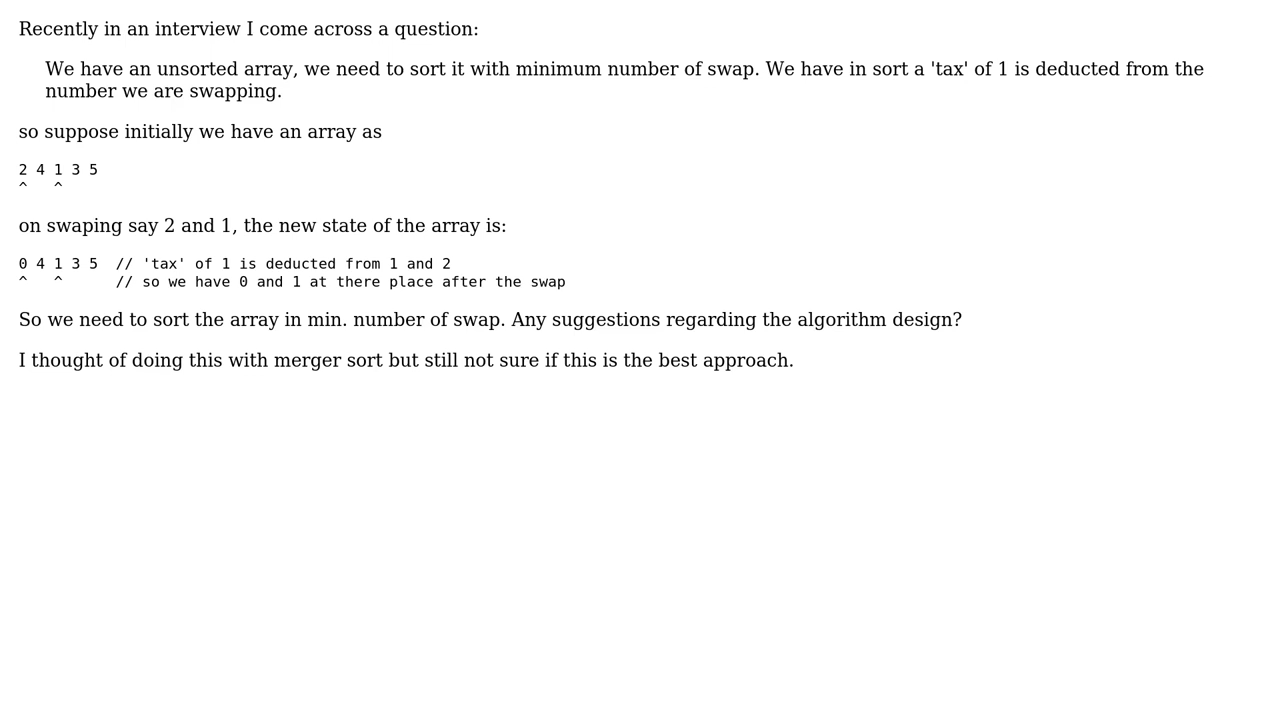 Recently in an interview I come across a question:
We have an unsorted array, we need to sort it with minimum number of swap. We have in sort a 'tax' of 1 is deducted from the
number we are swapping.
so suppose initially we have an array as
2 4 1 3 5
^   ^
on swaping say 2 and 1, the new state of the array is:
0 4 1 3 5  // 'tax' of 1 is deducted from 1 and 2
^   ^      // so we have 0 and 1 at there place after the swap
So we need to sort the array in min. number of swap. Any suggestions regarding the algorithm design?
I thought of doing this with merger sort but still not sure if this is the best approach.